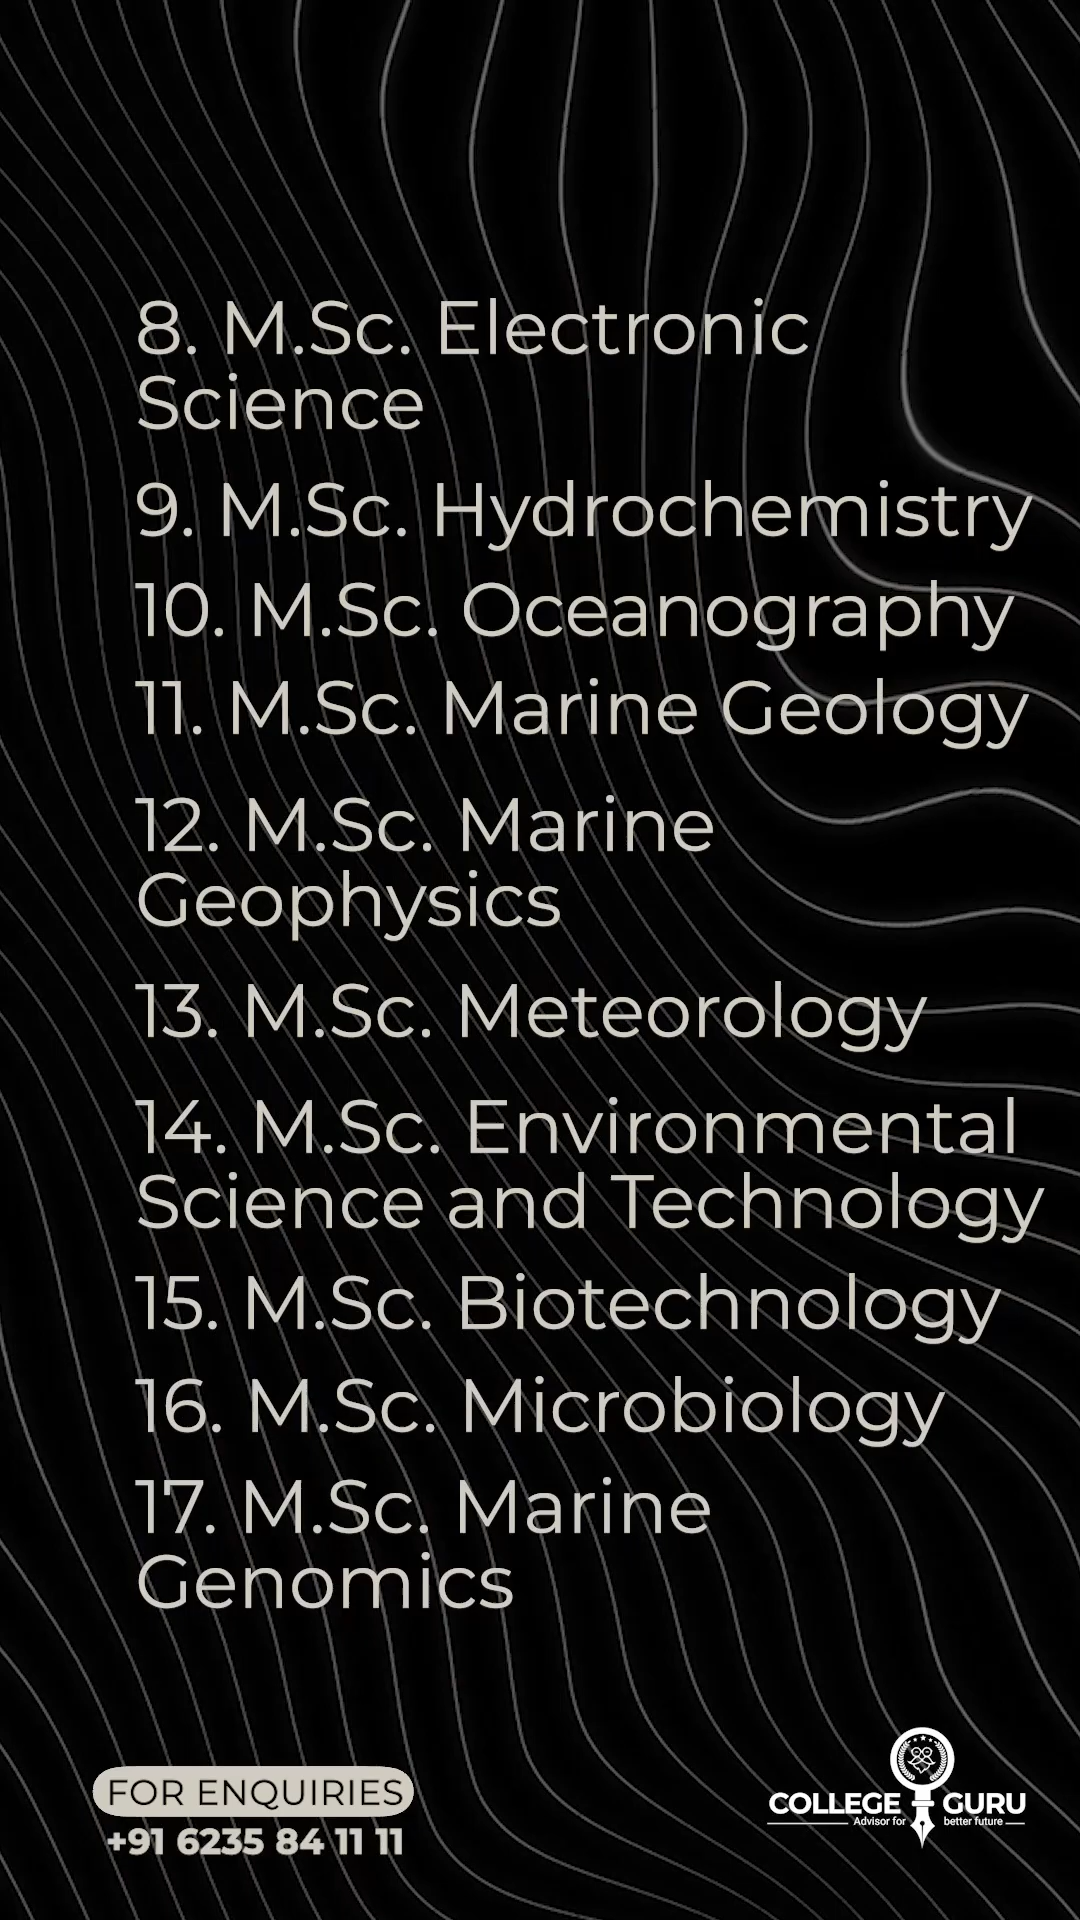 8. M.Sc. Electronic
Science
9. M.Sc. Hydrochemistry
10. M.Sc. Oceanography
11. M.Sc. Marine Geology
12. M.Sc. Marine
Geophysics
13. M.Sc. Meteorology
14. M.Sc. Environmental
Science and Technology
15. M.Sc. Biotechnology
16. M.Sc. Microbiology
17. M.Sc. Marine
Genomics
FOR ENQUIRIES
+91 6235 84 11 11
COLLEGE GURU
Advisor for better future